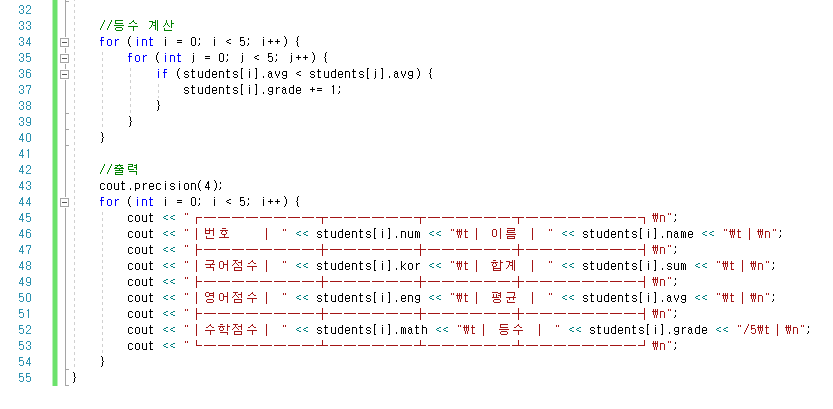 32
33 //등수 계산
34 for (int i = 0; i < 5; i++) {
35 for (int j = 0; j < 5; j++) {
36 if (students[i].avg < students[j].avg) {
37 students[i].grade += 1;
38 }
39 }
40 }
41
42 //출력
43 cout.precision(4);
44 for (int i = 0; i < 5; i++) {
45 cout << "┌───────┬─────┬─────┬───────┐₩n";
46 cout << "│번호 │ " << students[i].num << "₩t│ 이름 │ " << students[i].name << "₩t│₩n";
47 cout << "├───────┼─────┼─────┼───────┤₩n";
48 cout << "│국어점수│ " << students[i].kor << "₩t│ 합계 │ " << students[i].sum << "₩t│₩n";
49 cout << "├───────┼─────┼─────┼───────┤₩n";
50 cout << "│영어점수│ " << students[i].eng << "₩t│ 평균 │ " << students[i].avg << "₩t│₩n";
51 cout << "├───────┼─────┼─────┼───────┤₩n";
52 cout << "│수학점수│ " << students[i].math << "₩t│ 등수 │ " << students[i].grade << "/5₩t│₩n";
53 cout << "└───────┴─────┴─────┴───────┘₩n";
54 }
55 }